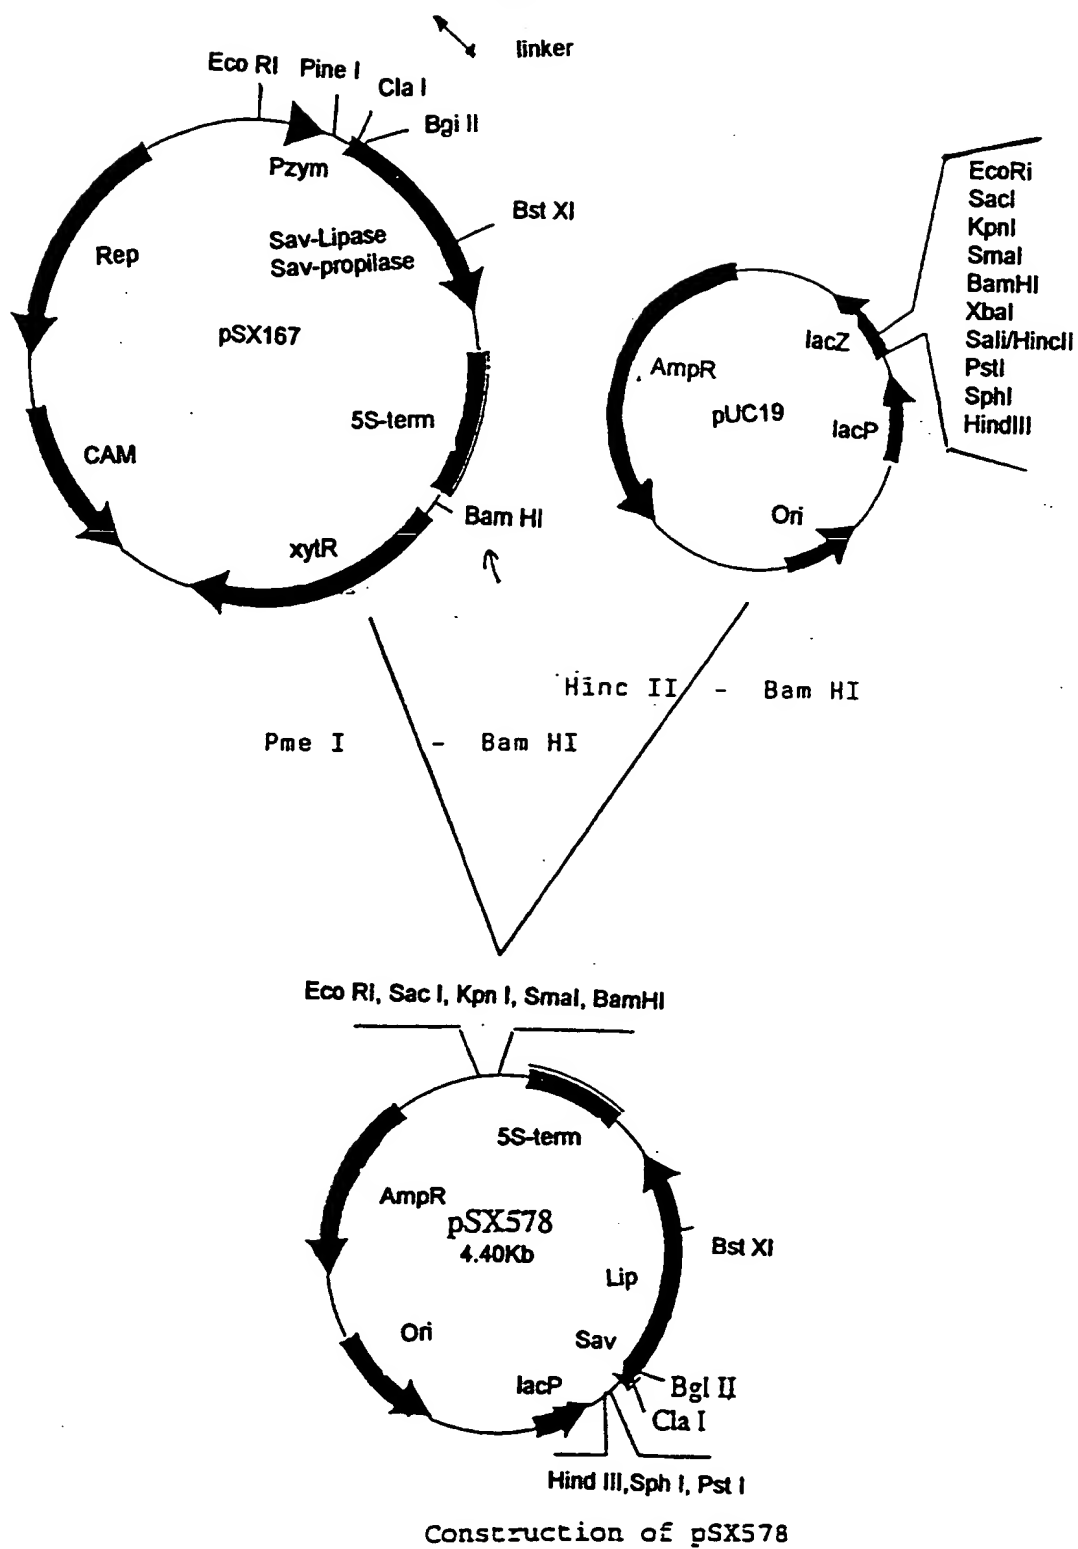 linker
Eco RI
Pine I
Cla I
Bgi II
Pzym
Bst XI
Sav-Lipase
Sav-propilase
Rep
pSX167
5S-term
CAM
Bam HI
xytR
EcoRi
SacI
KpnI
SmaI
BamHI
XbaI
Sali/HincII
PstI
SphI
HindIII
lacZ
AmpR
pUC19
lacP
Ori
Hinc II - Bam HI
Pme I - Bam HI
Eco RI, Sac I, Kpn I, SmaI, BamHI
5S-term
AmpR
pSX578
4.40Kb
Bst XI
Lip
Ori
Sav
lacP
Bgl II
Cla I
Hind III,Sph I, Pst I
Construction of pSX578